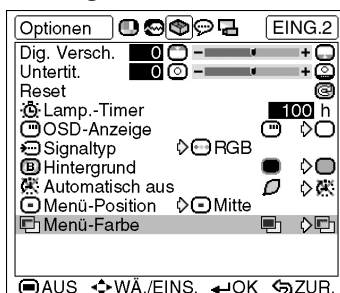 Optionen EING.2
Dig. Versch. 0 - +
Untertit. 0 - +
Reset
Lamp.-Timer 100 h
OSD-Anzeige
Signaltyp RGB
B Hintergrund
Automatisch aus
Menü-Position Mitte
Menü-Farbe
AUS WÄ./EINS. OK ZUR.